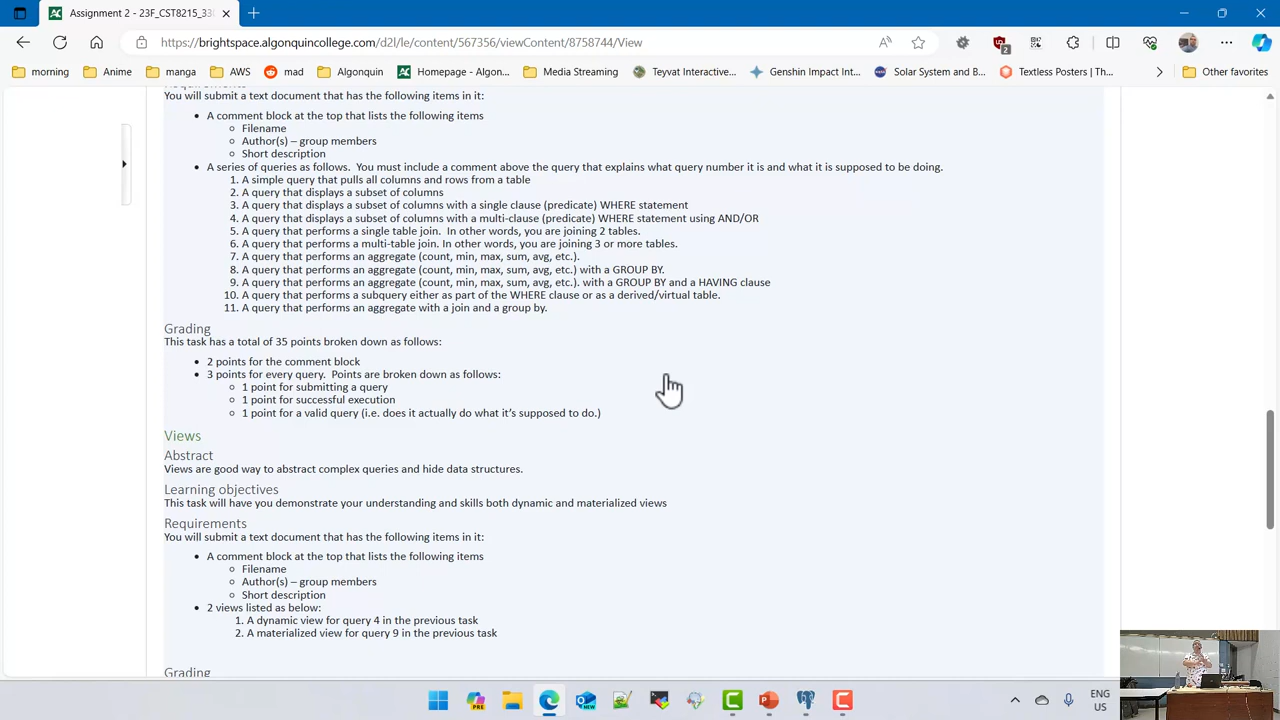 Assignment 2 - 23F_CST8215_33
https://brightspace.algonquincollege.com/d2l/le/content/567356/viewContent/8758744/View
2
morning
Anime
manga
AWS
mad
Algonquin
Homepage - Algon...
Media Streaming
Teyvat Interactive...
Genshin Impact Int...
Solar System and B...
Textless Posters | Th...
Other favorites
Requirements
You will submit a text document that has the following items in it:
A comment block at the top that lists the following items
Filename
Author(s) – group members
Short description
A series of queries as follows. You must include a comment above the query that explains what query number it is and what it is supposed to be doing.
1. A simple query that pulls all columns and rows from a table
2. A query that displays a subset of columns
3. A query that displays a subset of columns with a single clause (predicate) WHERE statement
4. A query that displays a subset of columns with a multi-clause (predicate) WHERE statement using AND/OR
5. A query that performs a single table join. In other words, you are joining 2 tables.
6. A query that performs a multi-table join. In other words, you are joining 3 or more tables.
7. A query that performs an aggregate (count, min, max, sum, avg, etc.).
8. A query that performs an aggregate (count, min, max, sum, avg, etc.) with a GROUP BY.
9. A query that performs an aggregate (count, min, max, sum, avg, etc.). with a GROUP BY and a HAVING clause
10. A query that performs a subquery either as part of the WHERE clause or as a derived/virtual table.
11. A query that performs an aggregate with a join and a group by.
Grading
This task has a total of 35 points broken down as follows:
2 points for the comment block
3 points for every query. Points are broken down as follows:
1 point for submitting a query
1 point for successful execution
1 point for a valid query (i.e. does it actually do what it’s supposed to do.)
Views
Abstract
Views are good way to abstract complex queries and hide data structures.
Learning objectives
This task will have you demonstrate your understanding and skills both dynamic and materialized views
Requirements
You will submit a text document that has the following items in it:
A comment block at the top that lists the following items
Filename
Author(s) – group members
Short description
2 views listed as below:
1. A dynamic view for query 4 in the previous task
2. A materialized view for query 9 in the previous task
Grading
ENG
US